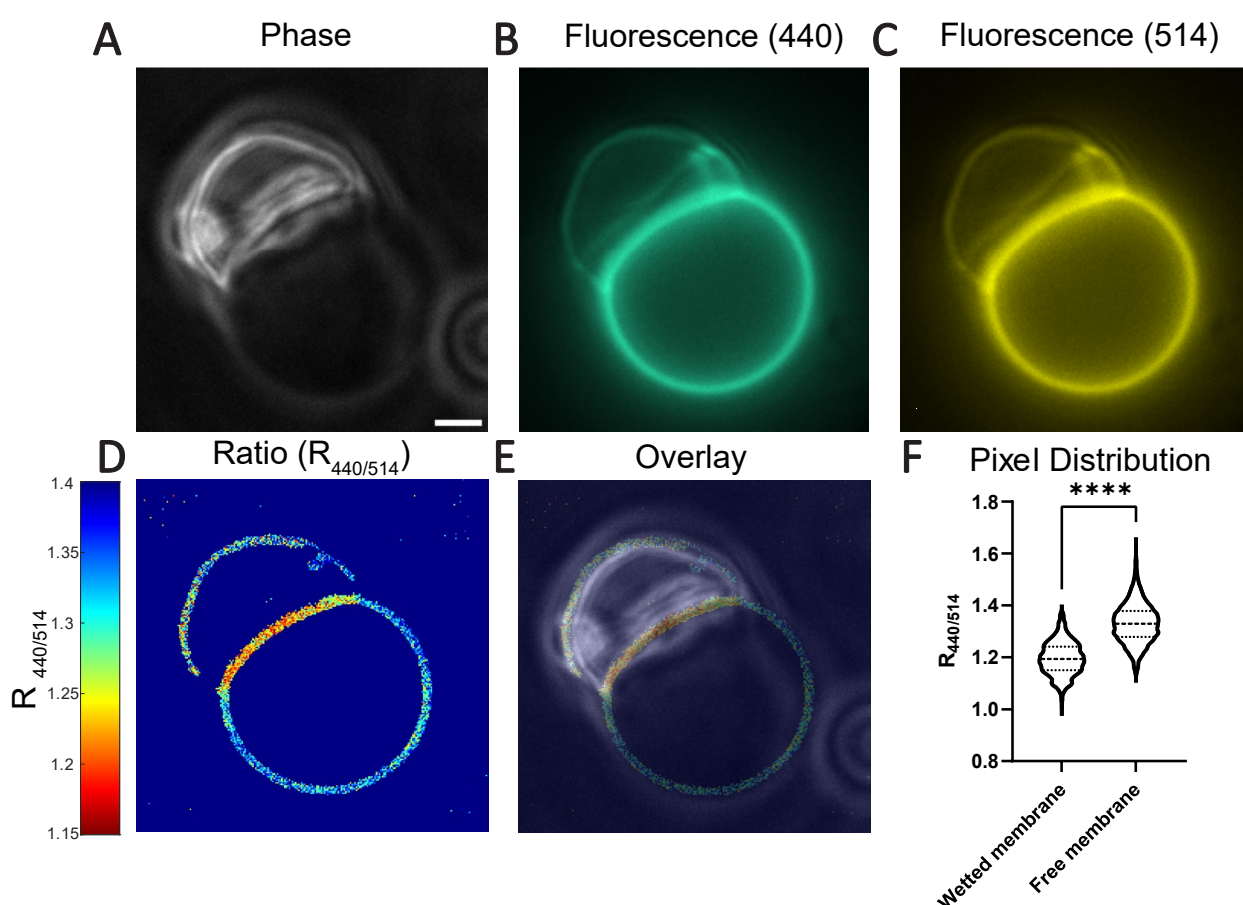 A Phase
B Fluorescence (440)
C Fluorescence (514)
D Ratio (R440/514)
E Overlay
F Pixel Distribution
R 440/514
1.4
1.35
1.3
1.25
1.2
1.15
****
R440/514
1.8
1.6
1.4
1.2
1.0
0.8
Wetted membrane
Free membrane